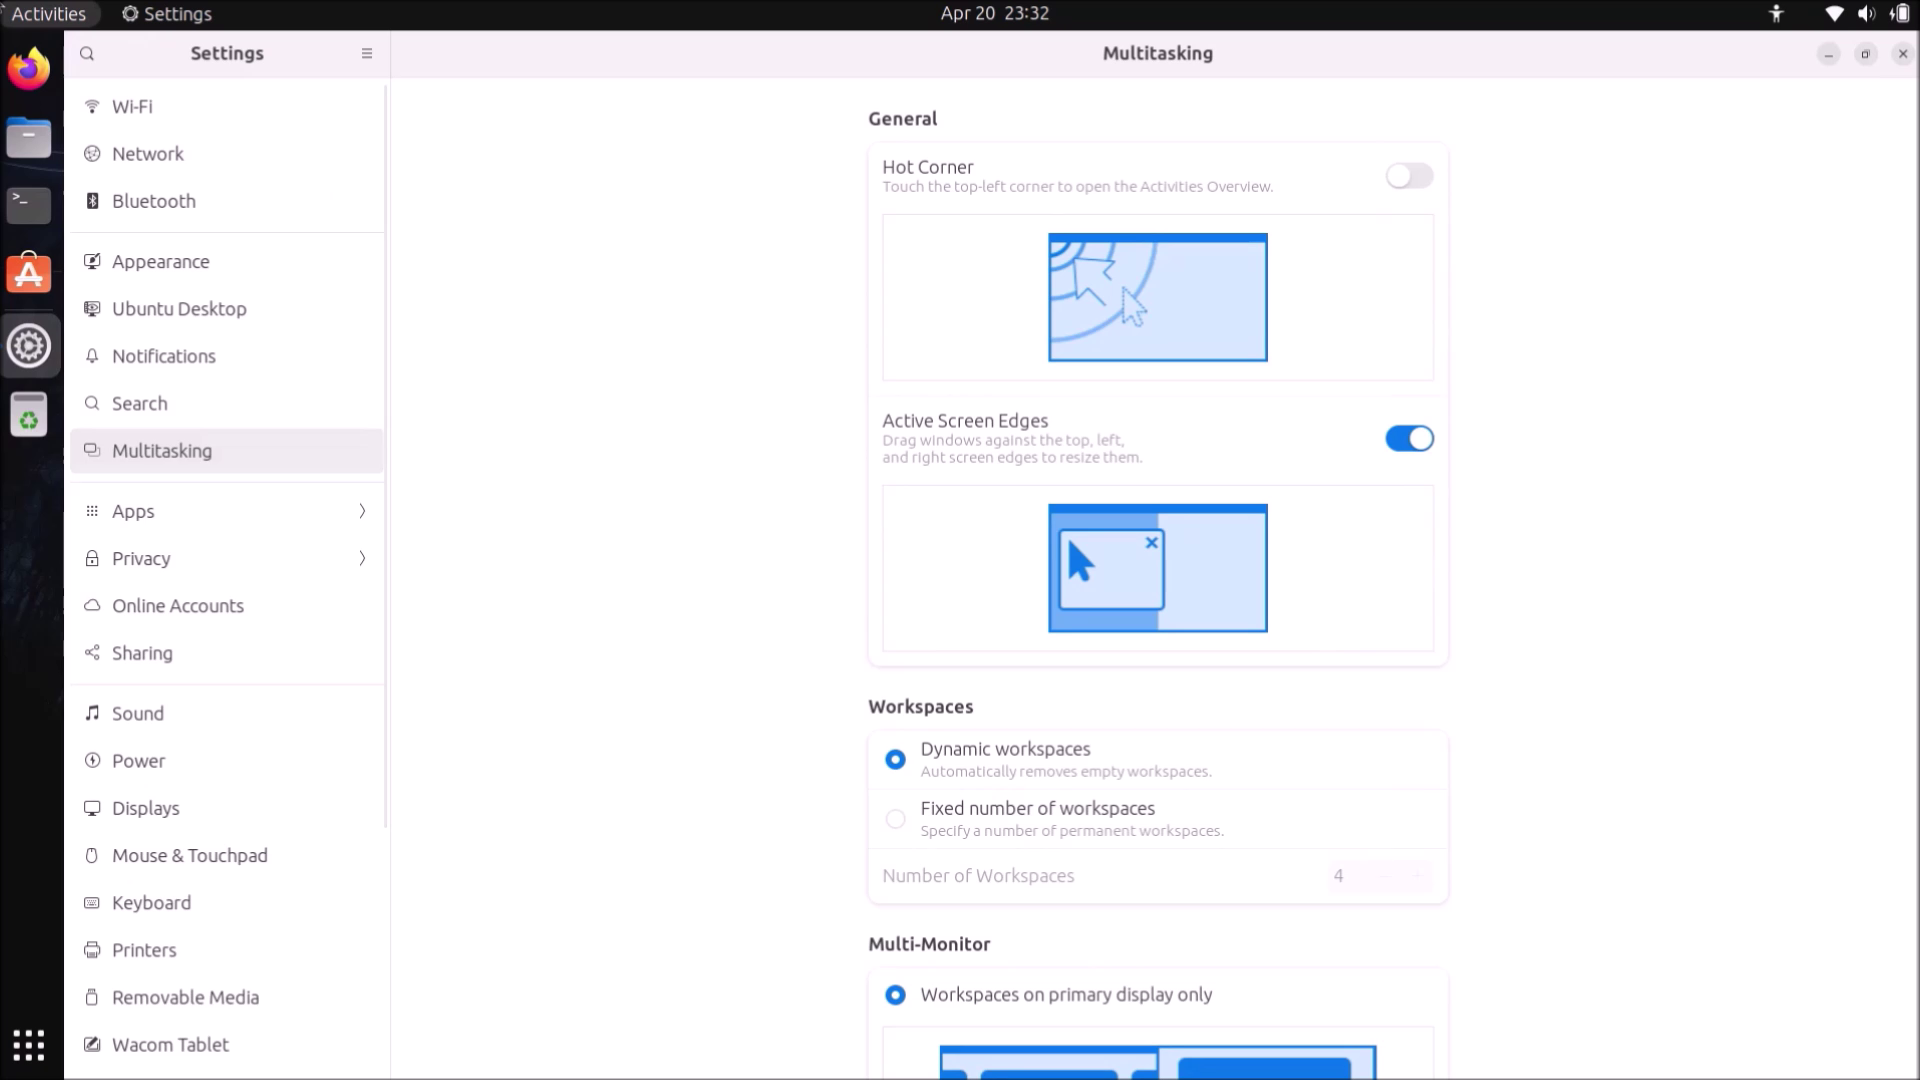 Activities
Settings
Apr 20 23:32
Settings
Multitasking
Wi-Fi
Network
Bluetooth
Appearance
Ubuntu Desktop
Notifications
Search
Multitasking
Apps
Privacy
Online Accounts
Sharing
Sound
Power
Displays
Mouse & Touchpad
Keyboard
Printers
Removable Media
Wacom Tablet
General
Hot Corner
Touch the top-left corner to open the Activities Overview.
Active Screen Edges
Drag windows against the top, left,
and right screen edges to resize them.
Workspaces
Dynamic workspaces
Automatically removes empty workspaces.
Fixed number of workspaces
Specify a number of permanent workspaces.
Number of Workspaces 4
Multi-Monitor
Workspaces on primary display only